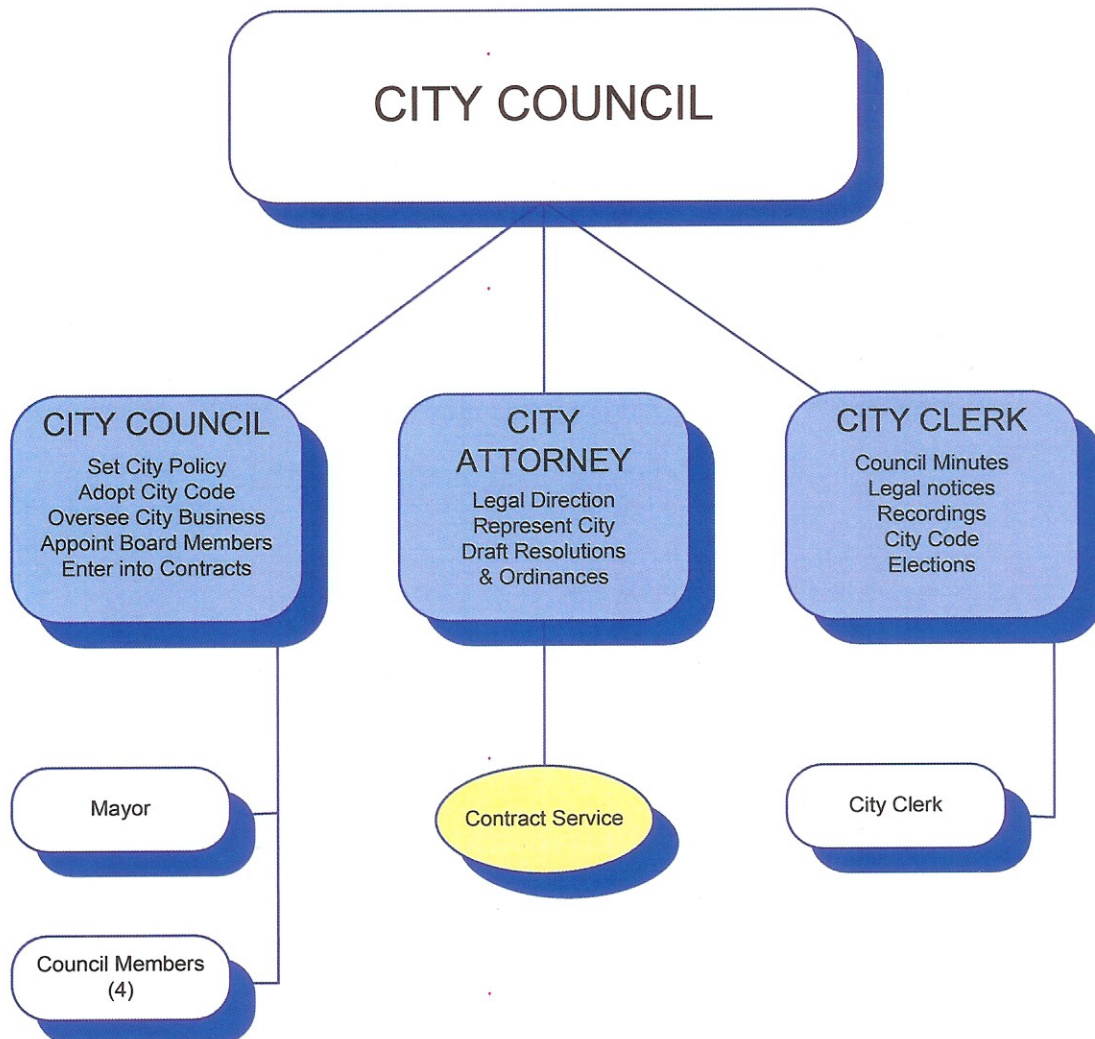 CITY COUNCIL
CITY COUNCIL
Set City Policy
Adopt City Code
Oversee City Business
Appoint Board Members
Enter into Contracts
CITY
ATTORNEY
Legal Direction
Represent City
Draft Resolutions
& Ordinances
CITY CLERK
Council Minutes
Legal notices
Recordings
City Code
Elections
Mayor
Contract Service
City Clerk
Council Members
(4)